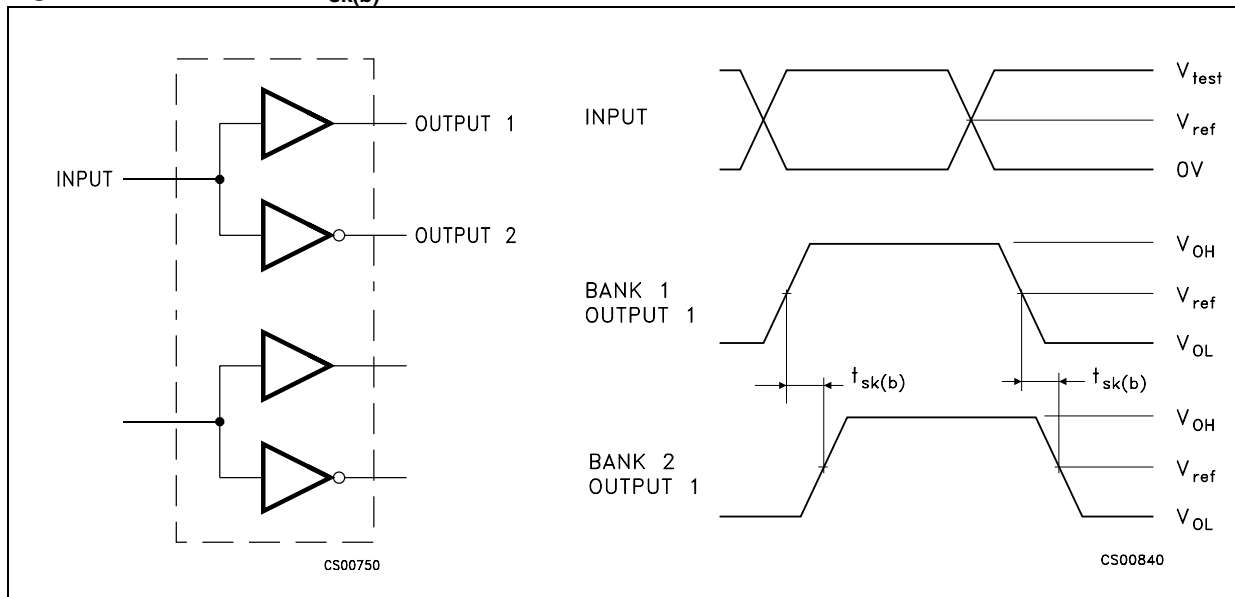 sk(b)
OUTPUT 1
INPUT
OUTPUT 2
CS00750
INPUT
V test
V ref
0V
BANK 1
OUTPUT 1
V OH
V ref
V OL
t sk(b)
t sk(b)
BANK 2
OUTPUT 1
V OH
V ref
V OL
CS00840